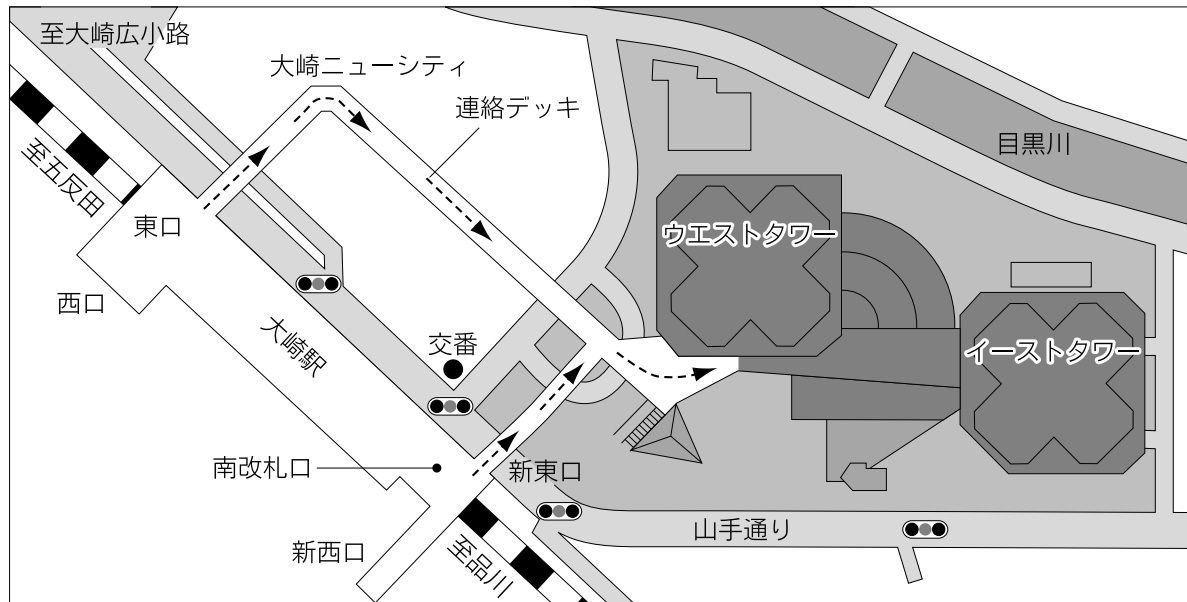 至大崎広小路
大崎ニューシティ
連絡デッキ
目黒川
至五反田
東口
ウエストタワー
西口
大崎駅
交番
イーストタワー
南改札口
新東口
山手通り
新西口
至品川